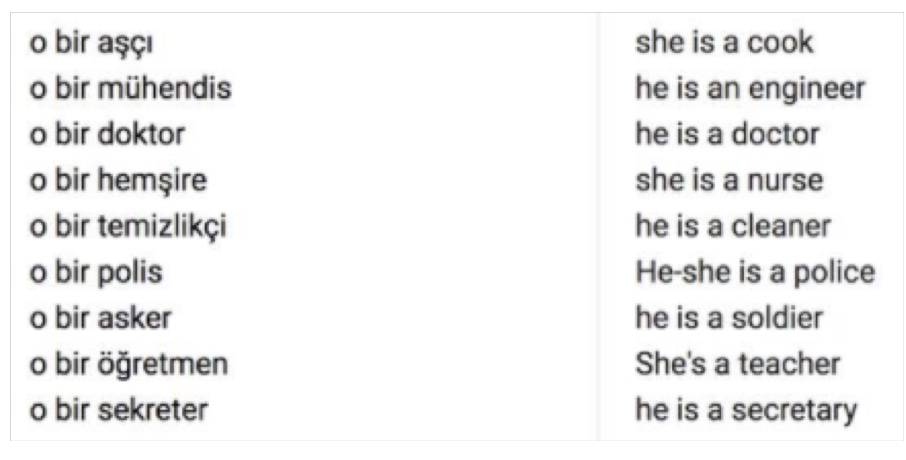 o bir aşçı
she is a cook
o bir mühendis
he is an engineer
o bir doktor
he is a doctor
o bir hemşire
she is a nurse
o bir temizlikçi
he is a cleaner
o bir polis
He-she is a police
o bir asker
he is a soldier
o bir öğretmen
She's a teacher
o bir sekreter
he is a secretary